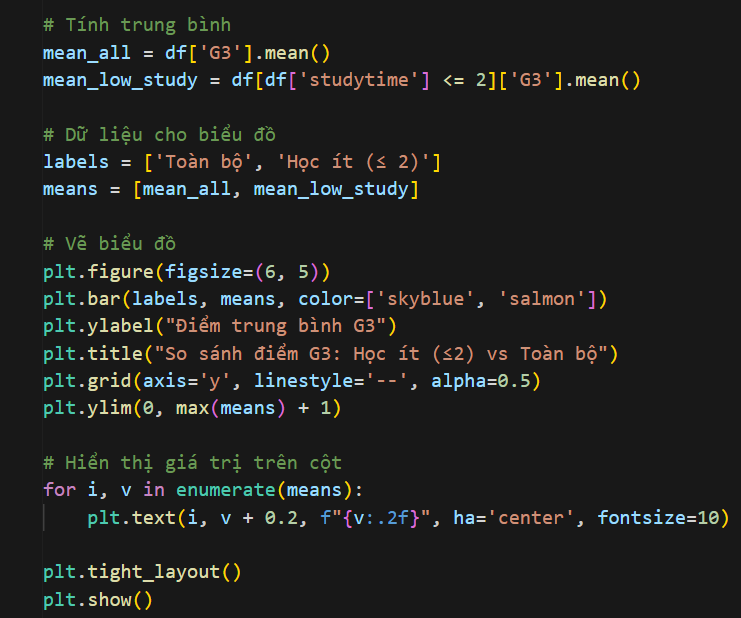 # Tính trung bình
mean_all = df['G3'].mean()
mean_low_study = df[df['studytime'] <= 2]['G3'].mean()
# Dữ liệu cho biểu đồ
labels = ['Toàn bộ', 'Học ít (≤ 2)']
means = [mean_all, mean_low_study]
# Vẽ biểu đồ
plt.figure(figsize=(6, 5))
plt.bar(labels, means, color=['skyblue', 'salmon'])
plt.ylabel("Điểm trung bình G3")
plt.title("So sánh điểm G3: Học ít (≤2) vs Toàn bộ")
plt.grid(axis='y', linestyle='--', alpha=0.5)
plt.ylim(0, max(means) + 1)
# Hiển thị giá trị trên cột
for i, v in enumerate(means):
    plt.text(i, v + 0.2, f"{v:.2f}", ha='center', fontsize=10)
plt.tight_layout()
plt.show()